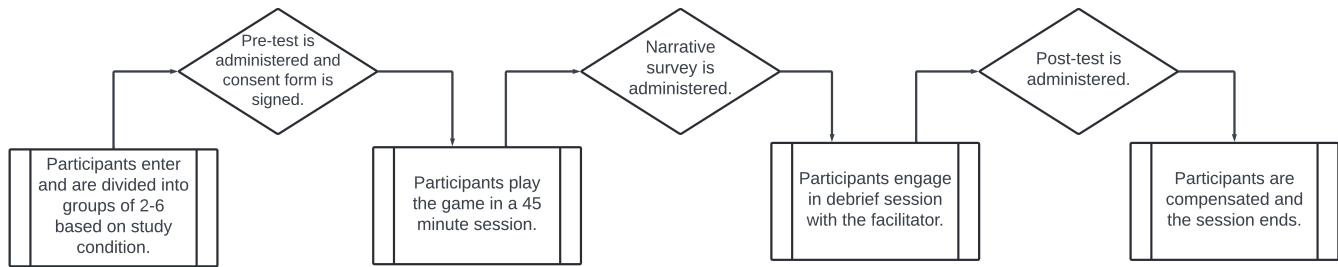 Participants enter
and are divided into
groups of 2-6
based on study
condition.
Pre-test is
administered and
consent form is
signed.
Participants play
the game in a 45
minute session.
Narrative
survey is
administered.
Participants engage
in debrief session
with the facilitator.
Post-test is
administered.
Participants are
compensated and
the session ends.